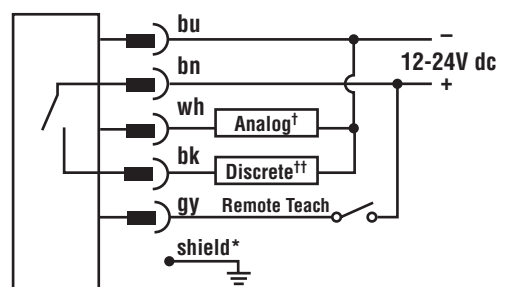 bu
–
12-24V dc
bn
+
wh
Analog†
bk
Discrete††
gy
Remote Teach
shield*